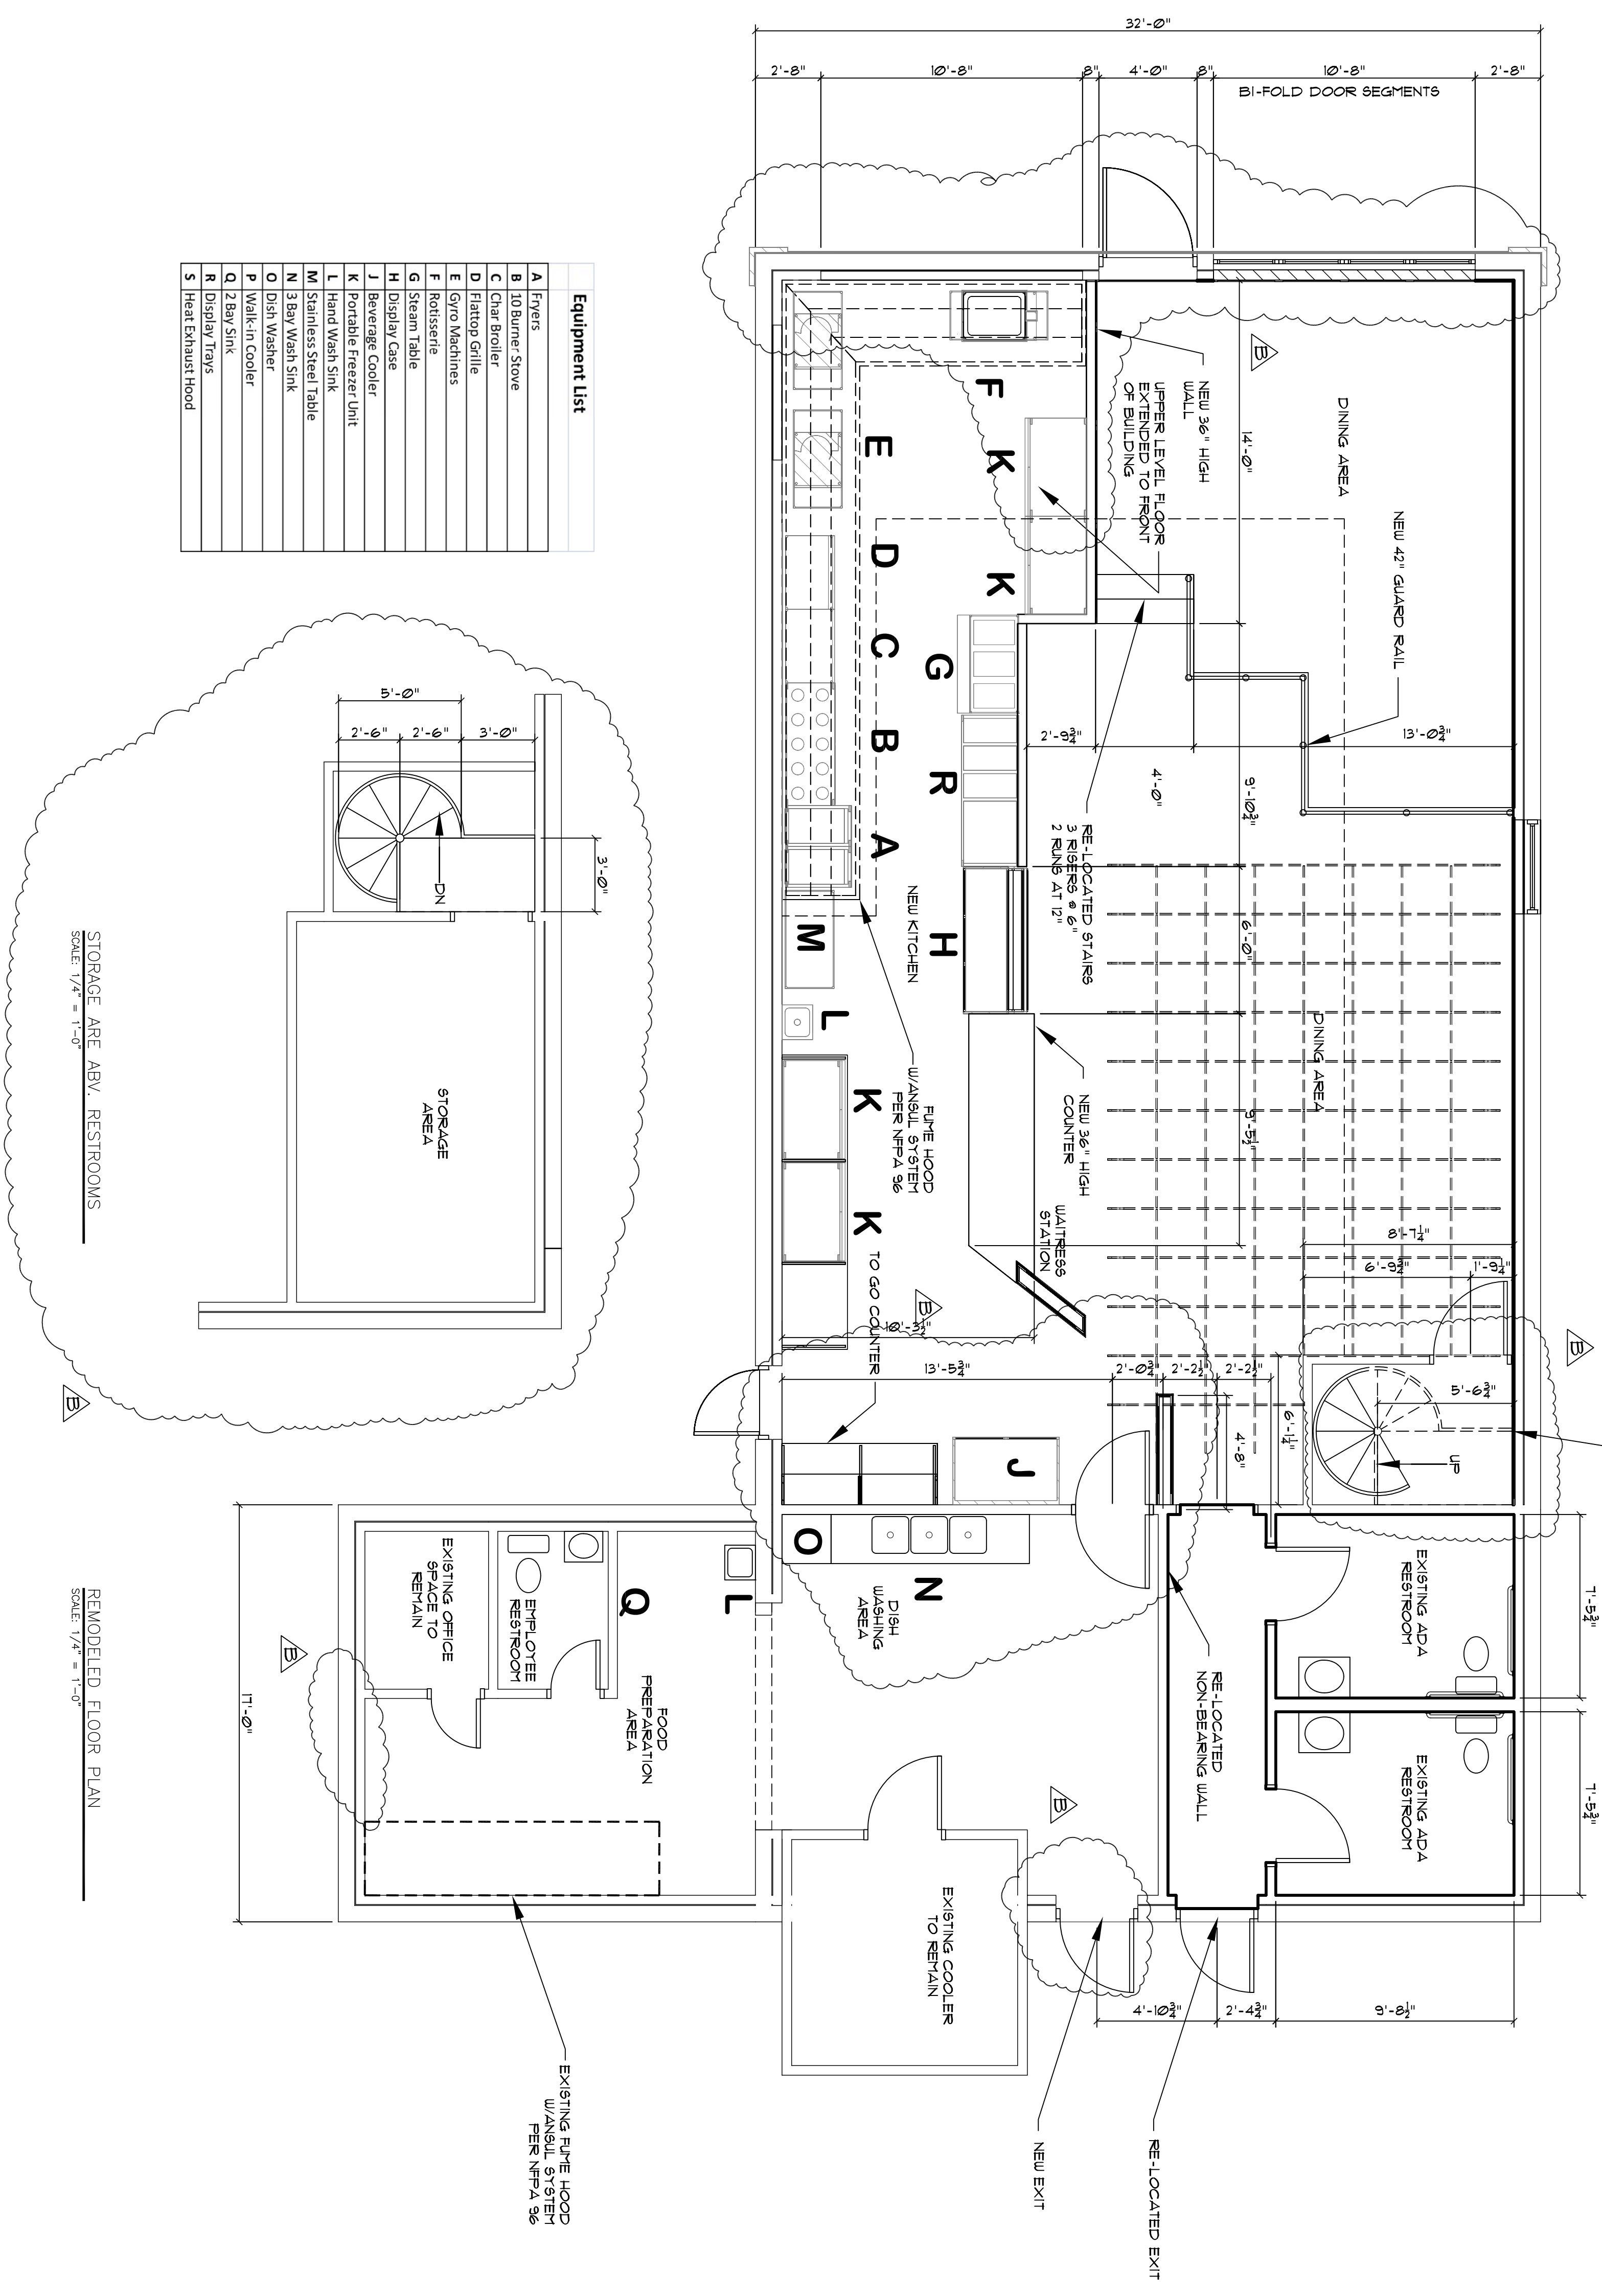 32'-0"
2'-8"
10'-8"
8"
4'-0"
8"
10'-8"
2'-8"
BI-FOLD DOOR SEGMENTS
Equipment List
A Fryers
B 10 Burner Stove
C Char Broiler
D Flattop Grille
E Gyro Machines
F Rotisserie
G Steam Table
H Display Case
J Beverage Cooler
K Portable Freezer Unit
L Hand Wash Sink
M Stainless Steel Table
N 3 Bay Wash Sink
O Dish Washer
P Walk-in Cooler
Q 2 Bay Sink
R Display Trays
S Heat Exhaust Hood
B
DINING AREA
NEW 42" GUARD RAIL
NEW 36" HIGH
WALL
UPPER LEVEL FLOOR
EXTENDED TO FRONT
OF BUILDING
14'-0"
F
K
K
E
D
C
B
A
G
R
H
M
L
K
K
2'-9¾"
4'-0"
13'-0¾"
9'-10¾"
6'-0"
9'-5½"
RE-LOCATED STAIRS
3 RISERS @ 6"
2 RUNS AT 12"
NEW KITCHEN
DINING AREA
NEW 36" HIGH
COUNTER
FUME HOOD
W/ANSUL SYSTEM
PER NFPA 96
WAITRESS
STATION
TO GO COUNTER
B
10'-3½"
8'-7¼"
6'-9¾"
1'-9¼"
B
13'-5¾"
2'-0¾"
2'-2½"
2'-2½"
5'-6¾"
6'-1¼"
4'-8"
UP
J
O
N
L
Q
DISH
WASHING
AREA
EXISTING OFFICE
SPACE TO
REMAIN
EMPLOYEE
RESTROOM
FOOD
PREPARATION
AREA
B
17'-0"
RE-LOCATED
NON-BEARING WALL
EXISTING ADA
RESTROOM
EXISTING ADA
RESTROOM
7'-5¾"
7'-5¾"
B
EXISTING COOLER
TO REMAIN
4'-10¾"
2'-4¾"
9'-8½"
EXISTING FUME HOOD
W/ANSUL SYSTEM
PER NFPA 96
NEW EXIT
RE-LOCATED EXIT
5'-0"
2'-6"
2'-6"
3'-0"
3'-0"
DN
STORAGE
AREA
B
STORAGE ARE ABV. RESTROOMS
SCALE: 1/4" = 1'-0"
REMODELED FLOOR PLAN
SCALE: 1/4" = 1'-0"